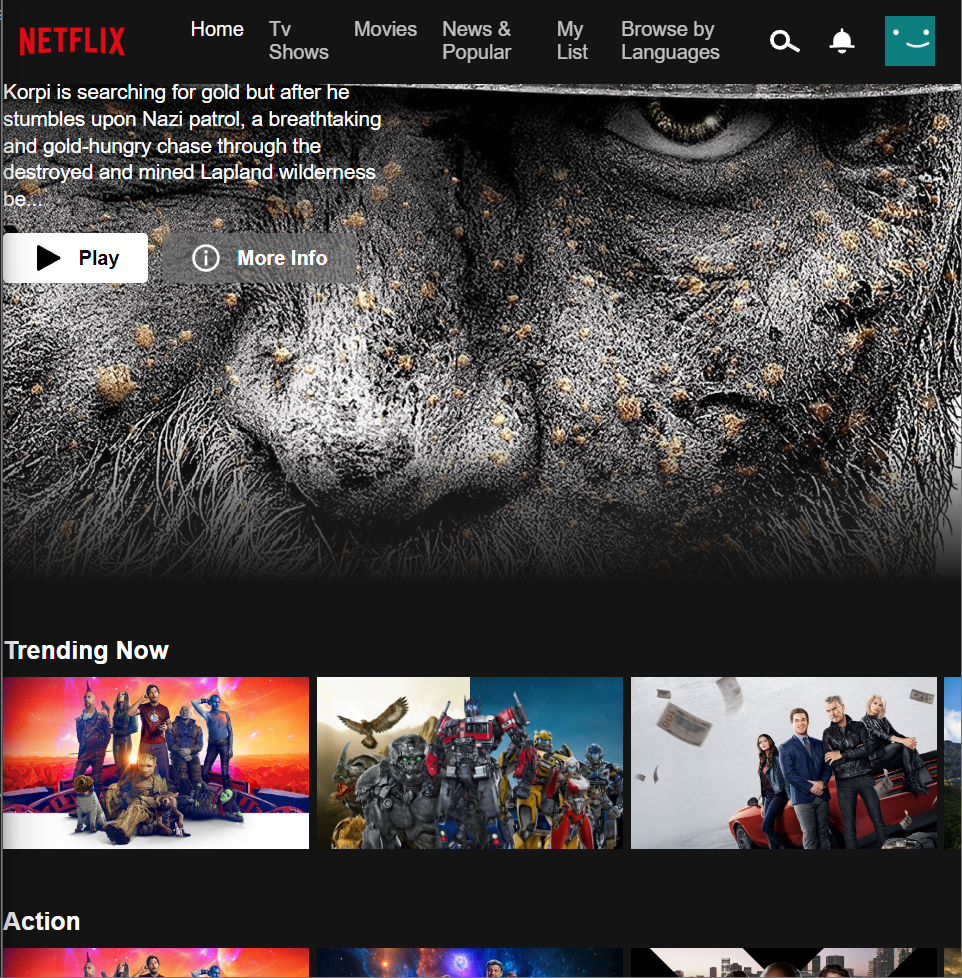 NETFLIX
Home
Tv
Shows
Movies
News &
Popular
My
List
Browse by
Languages
Korpi is searching for gold but after he
stumbles upon Nazi patrol, a breathtaking
and gold-hungry chase through the
destroyed and mined Lapland wilderness
be...
Play
More Info
Trending Now
Action